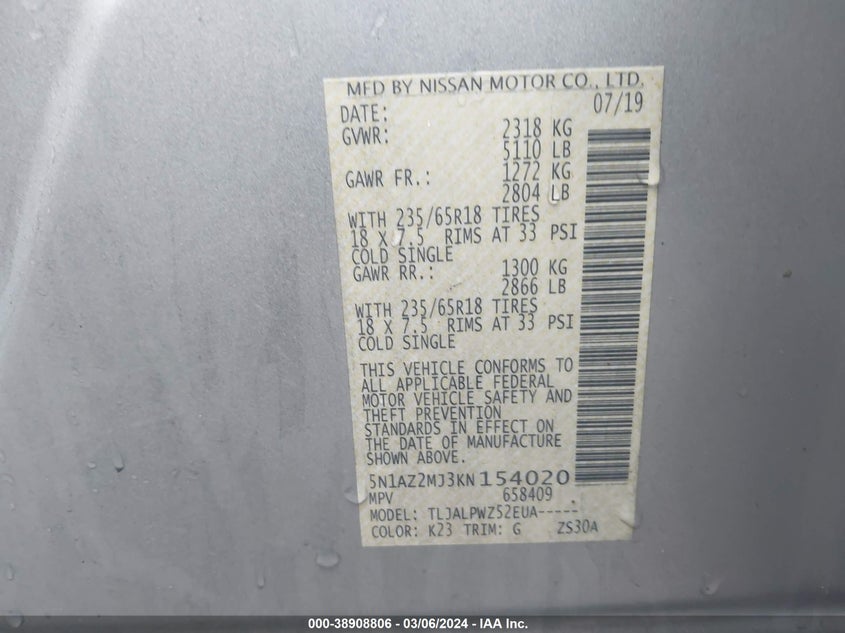 MFD BY NISSAN MOTOR CO., LTD.
DATE: 07/19
GVWR: 2318 KG
5110 LB
GAWR FR.: 1272 KG
2804 LB
WITH 235/65R18 TIRES
18 X 7.5 RIMS AT 33 PSI
COLD SINGLE
GAWR RR.: 1300 KG
2866 LB
WITH 235/65R18 TIRES
18 X 7.5 RIMS AT 33 PSI
COLD SINGLE
THIS VEHICLE CONFORMS TO
ALL APPLICABLE FEDERAL
MOTOR VEHICLE SAFETY AND
THEFT PREVENTION
STANDARDS IN EFFECT ON
THE DATE OF MANUFACTURE
SHOWN ABOVE.
5N1AZ2MJ3KN154020
MPV 658409
MODEL: TLJALPWZ52EUA-----
COLOR: K23 TRIM: G ZS30A
000-38908806 - 03/06/2024 - IAA Inc.